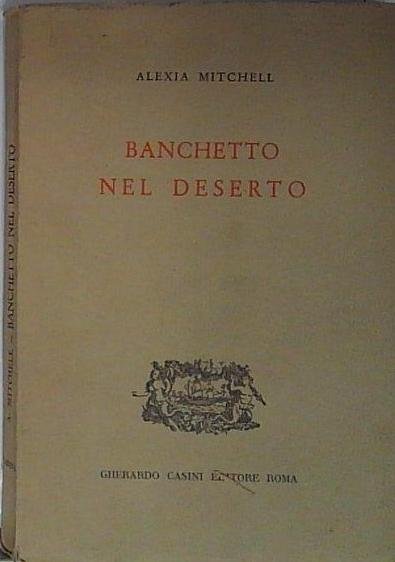 ALEXIA MITCHELL
BANCHETTO
NEL DESERTO
GHERARDO CASINI EDITORE ROMA
A. MITCHELL - BANCHETTO NEL DESERTO